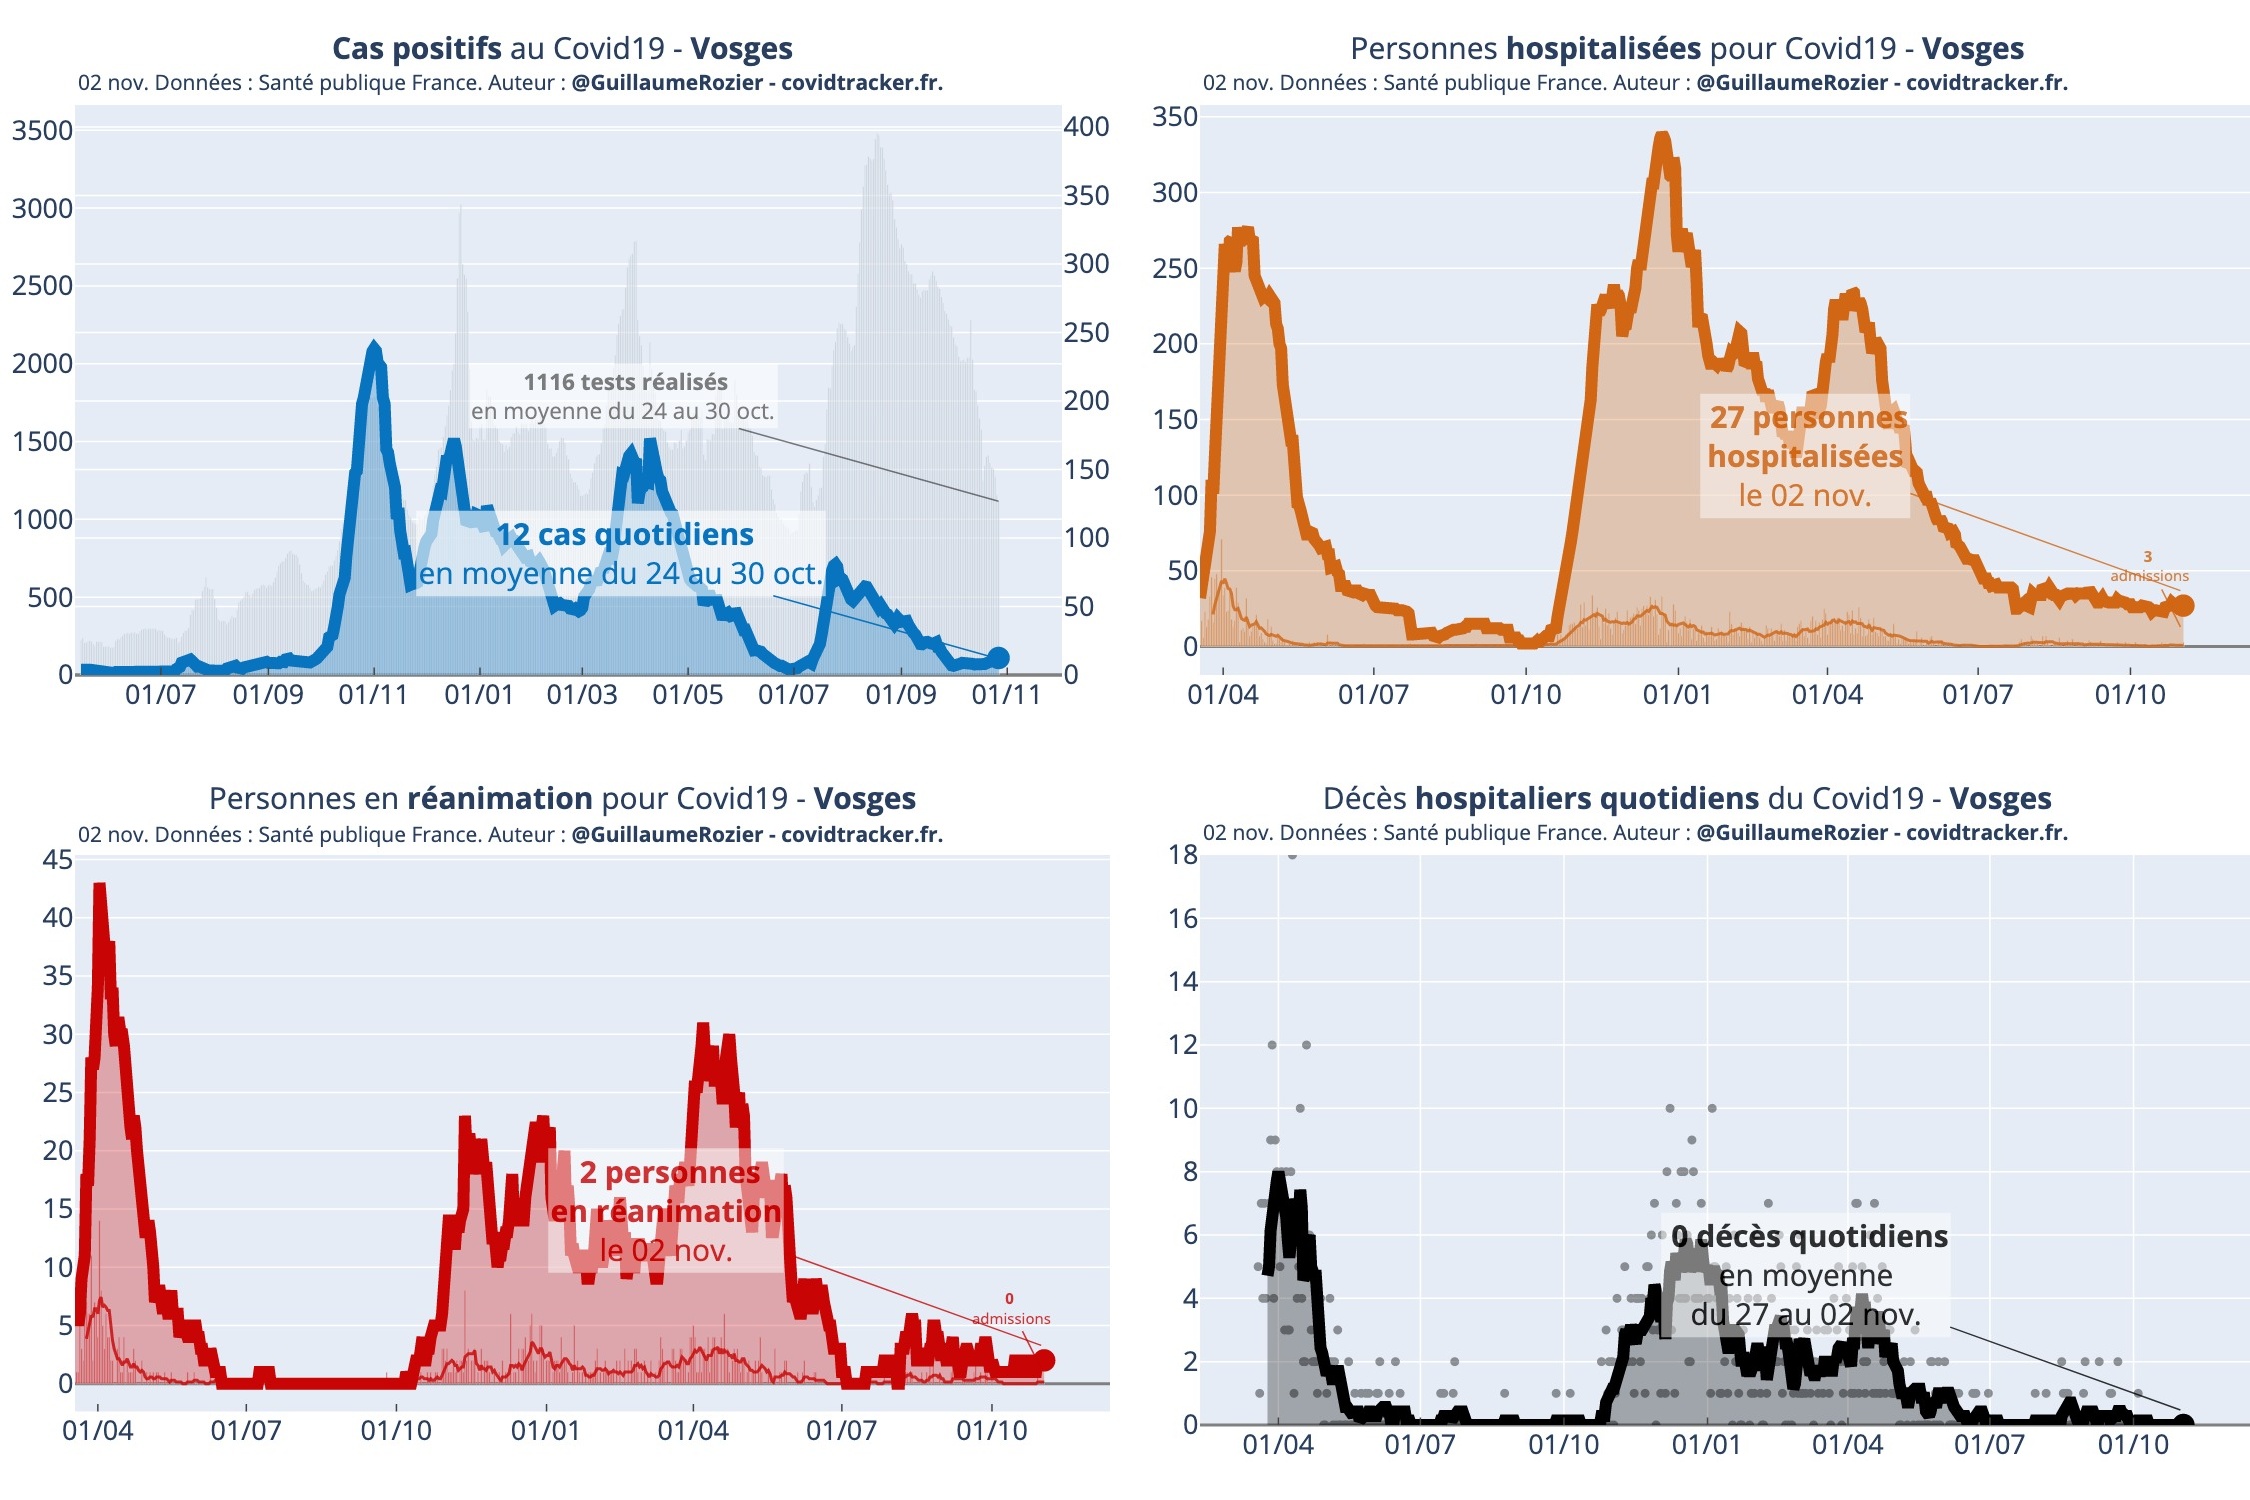 Cas positifs au Covid19 - Vosges
02 nov. Données : Santé publique France. Auteur : @GuillaumeRozier - covidtracker.fr.
3500
3000
2500
2000
1500
1000
500
0
400
350
300
250
200
150
100
50
0
1116 tests réalisés
en moyenne du 24 au 30 oct.
12 cas quotidiens
en moyenne du 24 au 30 oct.
01/07 01/09 01/11 01/01 01/03 01/05 01/07 01/09 01/11
Personnes hospitalisées pour Covid19 - Vosges
02 nov. Données : Santé publique France. Auteur : @GuillaumeRozier - covidtracker.fr.
350
300
250
200
150
100
50
0
27 personnes
hospitalisées
le 02 nov.
3
admissions
01/04 01/07 01/10 01/01 01/04 01/07 01/10
Personnes en réanimation pour Covid19 - Vosges
02 nov. Données : Santé publique France. Auteur : @GuillaumeRozier - covidtracker.fr.
45
40
35
30
25
20
15
10
5
0
2 personnes
en réanimation
le 02 nov.
0
admissions
01/04 01/07 01/10 01/01 01/04 01/07 01/10
Décès hospitaliers quotidiens du Covid19 - Vosges
02 nov. Données : Santé publique France. Auteur : @GuillaumeRozier - covidtracker.fr.
18
16
14
12
10
8
6
4
2
0
0 décès quotidiens
en moyenne
du 27 au 02 nov.
01/04 01/07 01/10 01/01 01/04 01/07 01/10